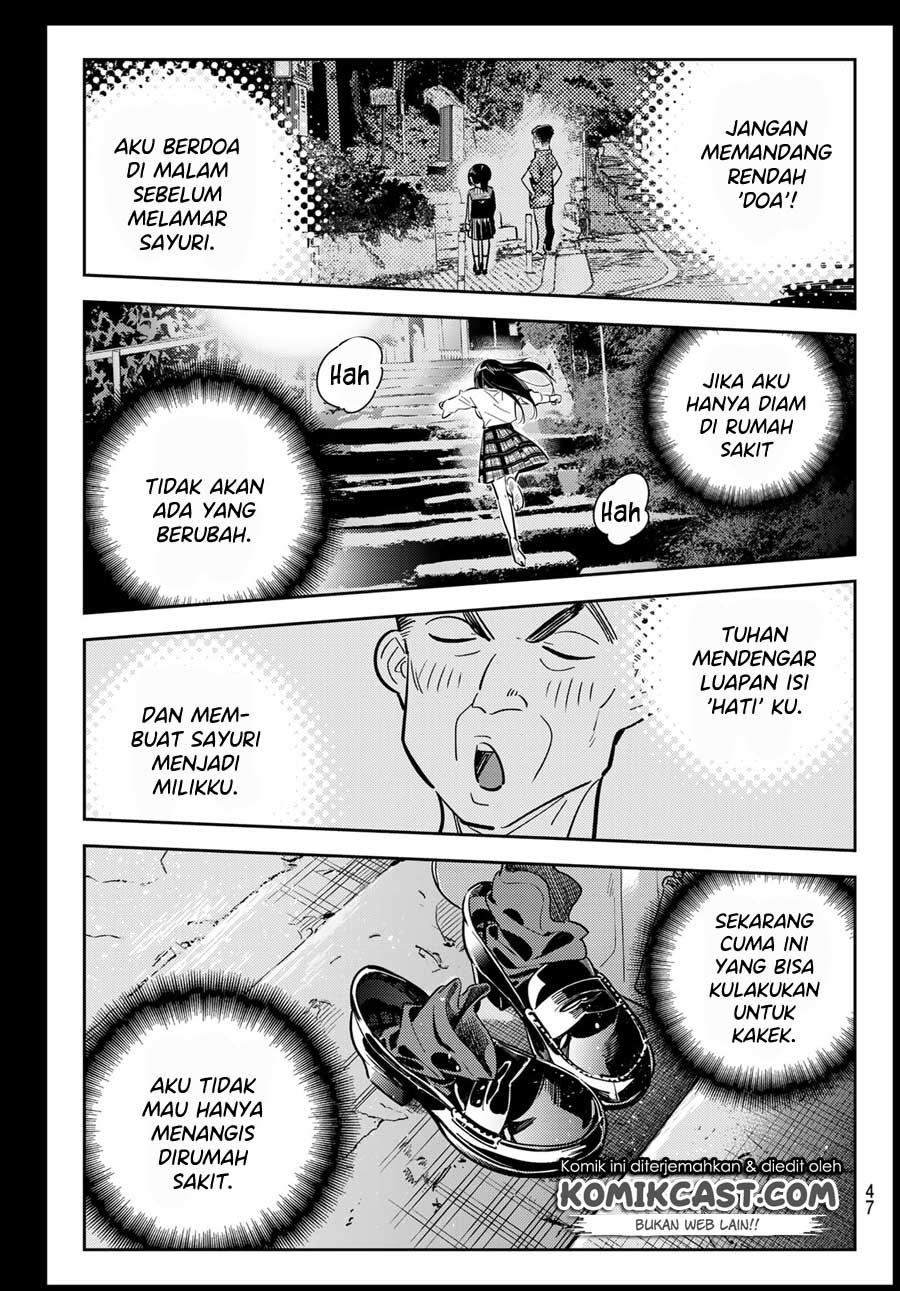 JANGAN
MEMANDANG
RENDAH
'DOA'!
AKU BERDOA
DI MALAM
SEBELUM
MELAMAR
SAYURI.
JIKA AKU
HANYA DIAM
DI RUMAH
SAKIT
Hah
Hah
TIDAK AKAN
ADA YANG
BERUBAH.
TUHAN
MENDENGAR
LUAPAN ISI
'HATI' KU.
DAN MEM-
BUAT SAYURI
MENJADI
MILIKKU.
SEKARANG
CUMA INI
YANG BISA
KULAKUKAN
UNTUK
KAKEK.
AKU TIDAK
MAU HANYA
MENANGIS
DIRUMAH
SAKIT.
Komik ini diterjemahkan & diedit oleh
KOMIKCAST.COM
BUKAN WEB LAIN!!
47